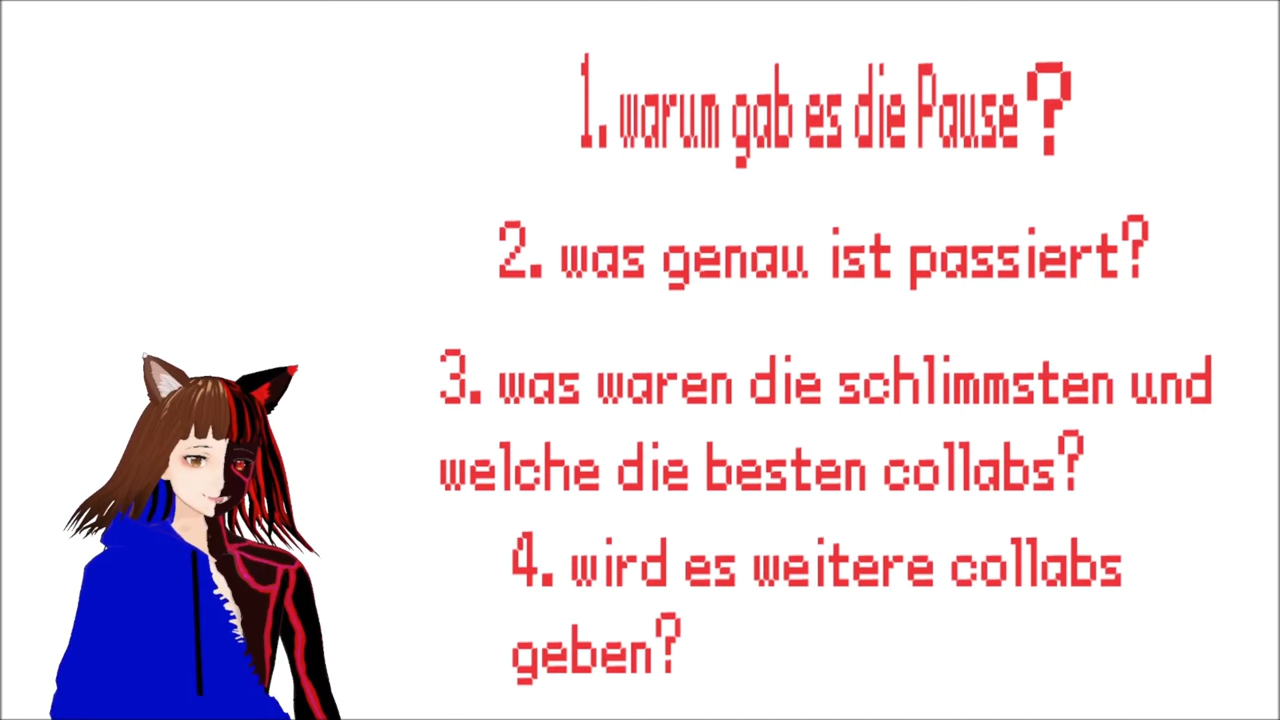 1. warum gab es die Pause?
2. was genau ist passiert?
3. was waren die schlimmsten und
welche die besten collabs?
4. wird es weitere collabs
geben?